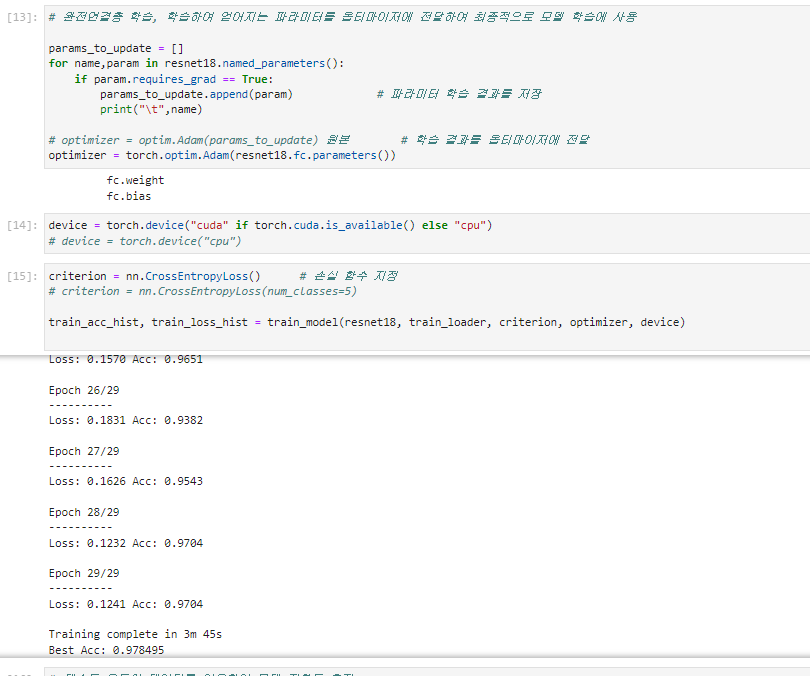 [13]: # 완전연결층 학습, 학습하여 얻어지는 파라미터를 옵티마이저에 전달하여 최종적으로 모델 학습에 사용
params_to_update = []
for name,param in resnet18.named_parameters():
    if param.requires_grad == True:
        params_to_update.append(param)             # 파라미터 학습 결과를 저장
        print("\t",name)
# optimizer = optim.Adam(params_to_update) 원본        # 학습 결과를 옵티마이저에 전달
optimizer = torch.optim.Adam(resnet18.fc.parameters())
fc.weight
fc.bias
[14]: device = torch.device("cuda" if torch.cuda.is_available() else "cpu")
# device = torch.device("cpu")
[15]: criterion = nn.CrossEntropyLoss()      # 손실 함수 지정
# criterion = nn.CrossEntropyLoss(num_classes=5)
train_acc_hist, train_loss_hist = train_model(resnet18, train_loader, criterion, optimizer, device)
Loss: 0.1570 Acc: 0.9651
Epoch 26/29
----------
Loss: 0.1831 Acc: 0.9382
Epoch 27/29
----------
Loss: 0.1626 Acc: 0.9543
Epoch 28/29
----------
Loss: 0.1232 Acc: 0.9704
Epoch 29/29
----------
Loss: 0.1241 Acc: 0.9704
Training complete in 3m 45s
Best Acc: 0.978495